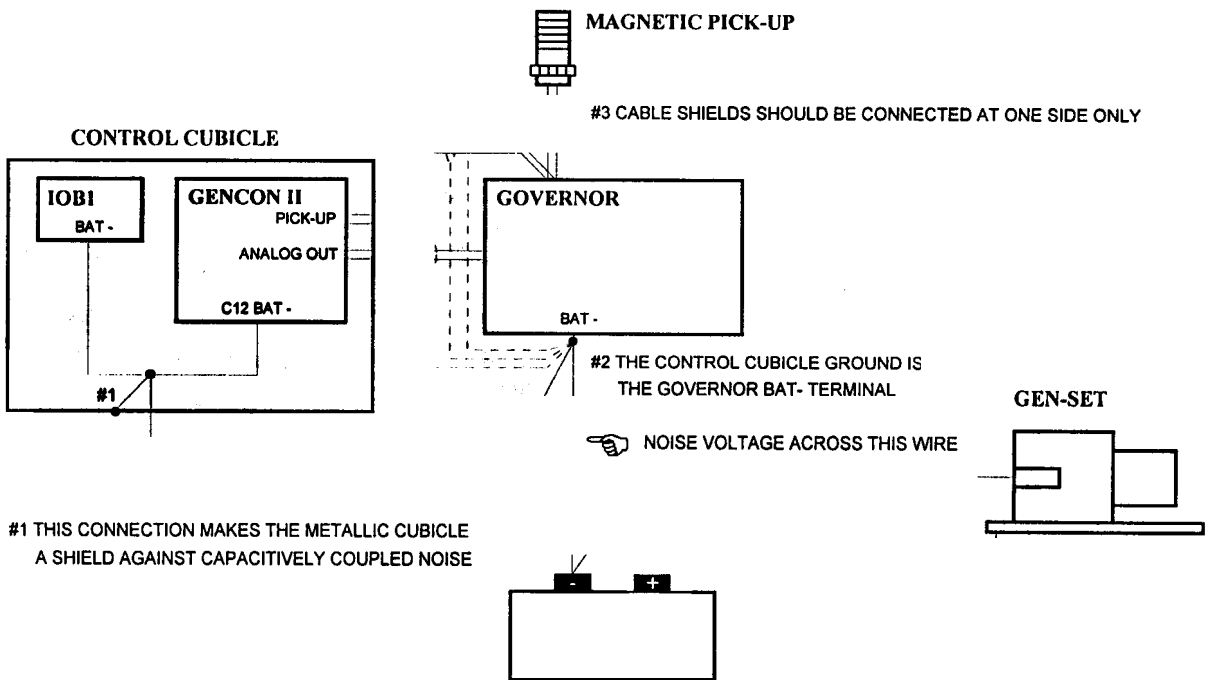 MAGNETIC PICK-UP
#3 CABLE SHIELDS SHOULD BE CONNECTED AT ONE SIDE ONLY
CONTROL CUBICLE
IOB1
BAT -
GENCON II
PICK-UP
ANALOG OUT
C12 BAT -
#1
GOVERNOR
BAT -
#2 THE CONTROL CUBICLE GROUND IS
THE GOVERNOR BAT- TERMINAL
GEN-SET
NOISE VOLTAGE ACROSS THIS WIRE
#1 THIS CONNECTION MAKES THE METALLIC CUBICLE
A SHIELD AGAINST CAPACITIVELY COUPLED NOISE
- +